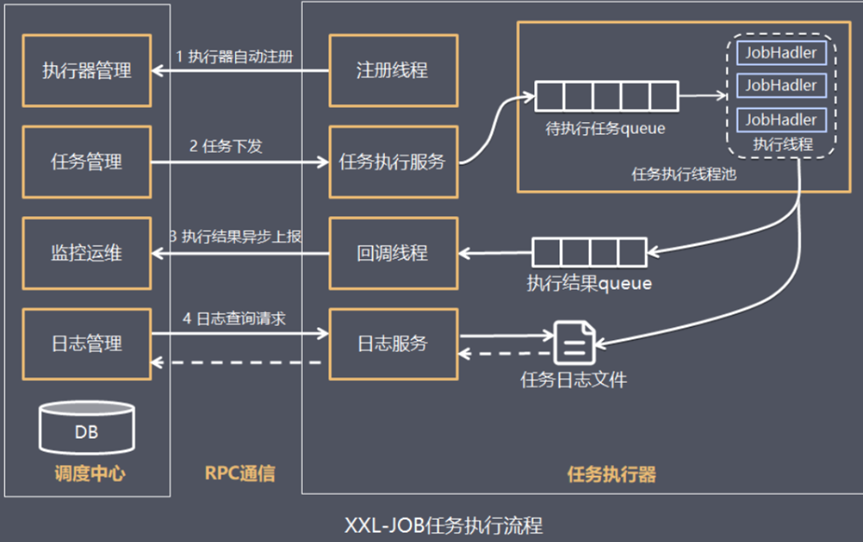 执行器管理
1 执行器自动注册
注册线程
待执行任务queue
JobHadler
JobHadler
JobHadler
执行线程
任务执行线程池
任务管理
2 任务下发
任务执行服务
监控运维
3 执行结果异步上报
回调线程
执行结果queue
日志管理
4 日志查询请求
日志服务
任务日志文件
DB
调度中心
RPC通信
任务执行器
XXL-JOB任务执行流程